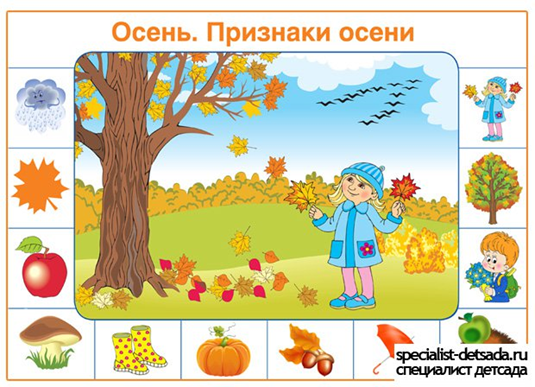 Осень. Признаки осени
specialist-detsada.ru
специалист детсада